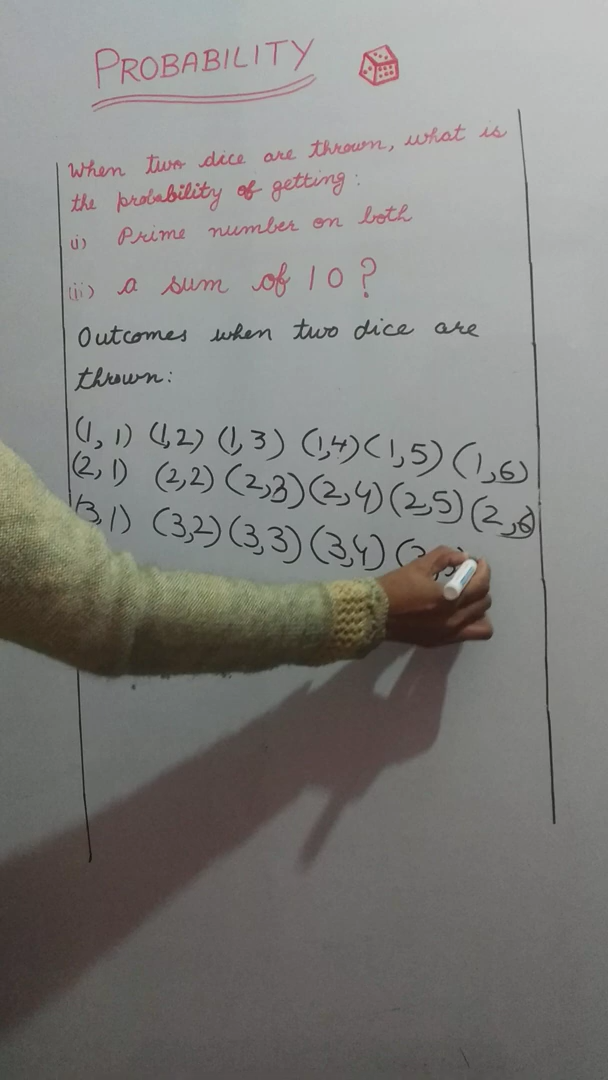 PROBABILITY
When two dice are thrown, what is
the probability of getting:
(i) Prime number on both
(ii) a sum of 10?
Outcomes when two dice are
thrown:
(1, 1) (1,2) (1,3) (1,4) (1,5) (1,6)
(2, 1) (2,2) (2,3) (2,4) (2,5) (2,6)
(3,1) (3,2) (3,3) (3,4)